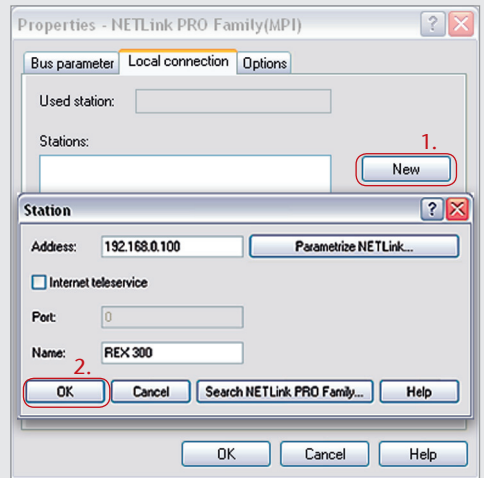 Properties - NETLink PRO Family(MPI)
Bus parameter Local connection Options
Used station:
1.
Stations:
New
Station
Address: 192.168.0.100 Parametrize NETLink...
Internet teleservice
Port: 0
Name: REX 300
2.
OK Cancel Search NETLink PRO Family... Help
OK Cancel Help